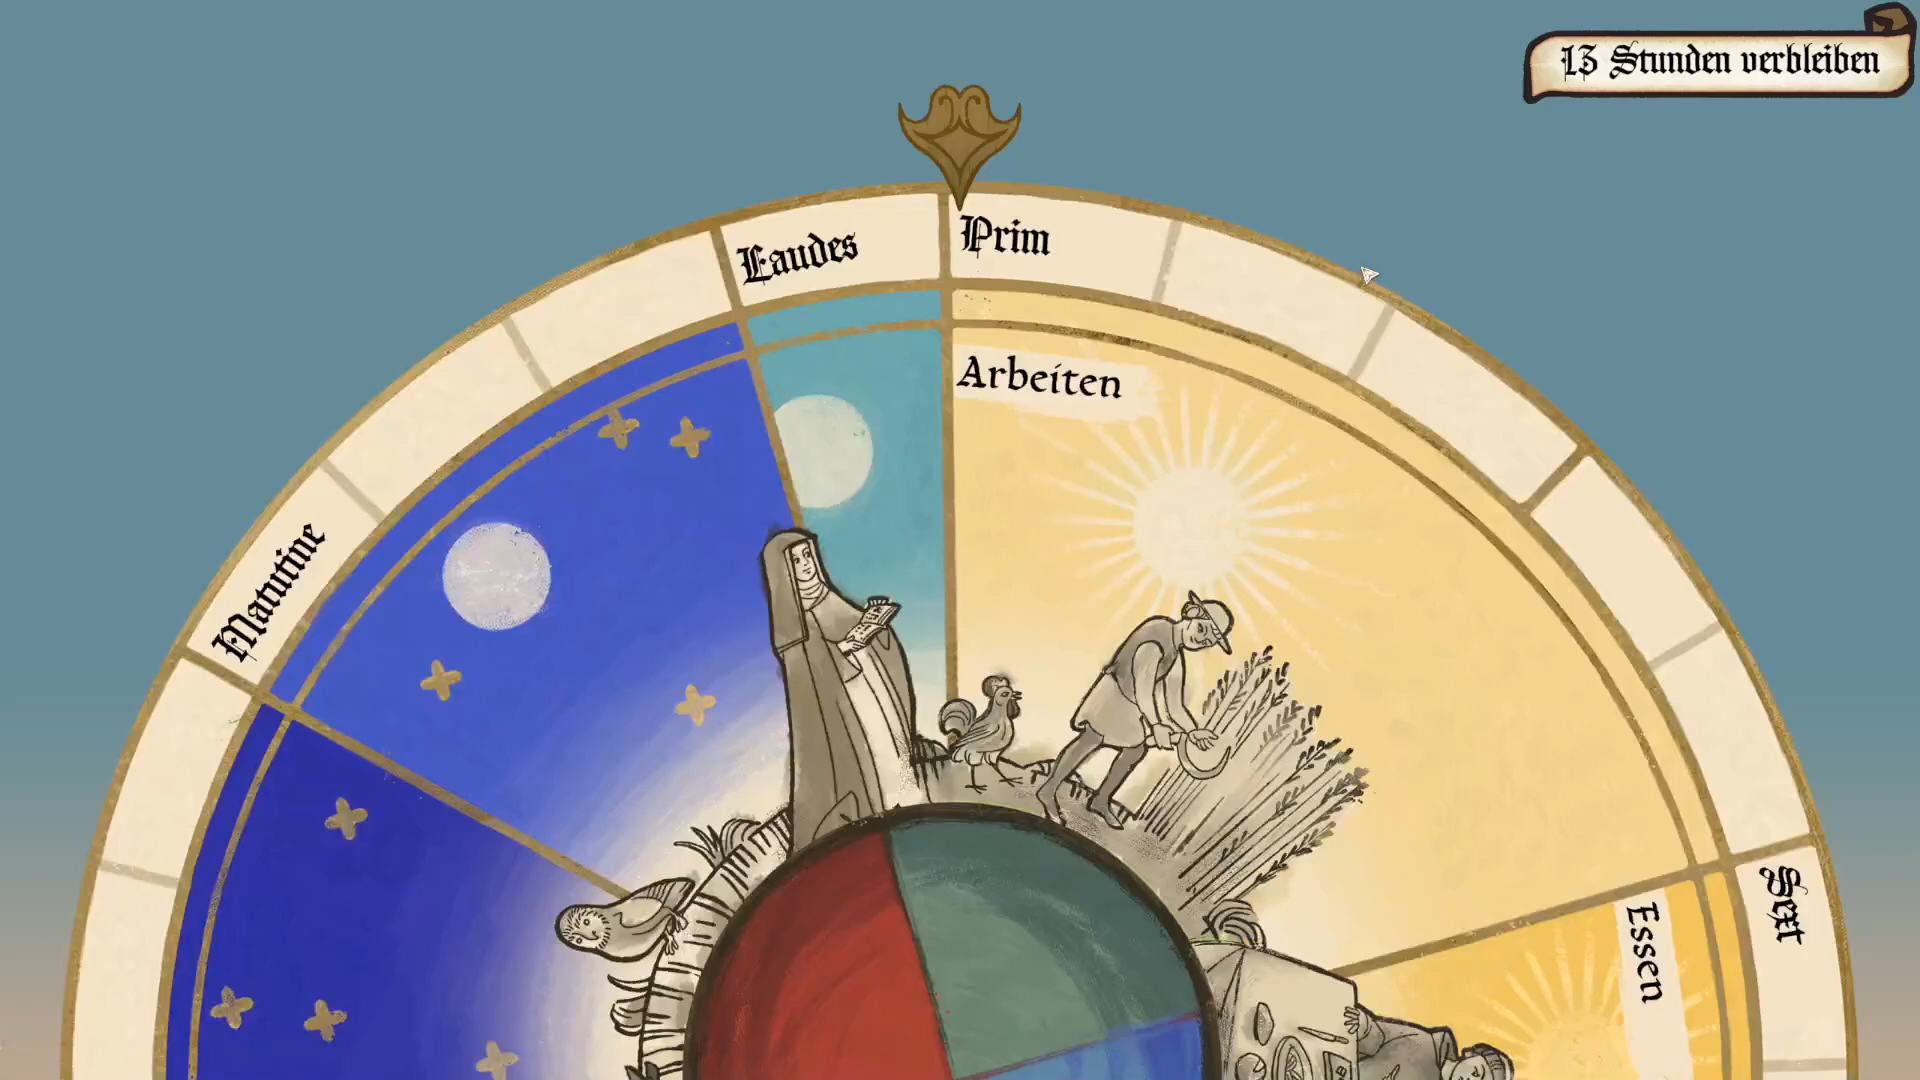 13 Stunden verbleiben
Laudes
Prim
Arbeiten
Matutine
Sext
Essen